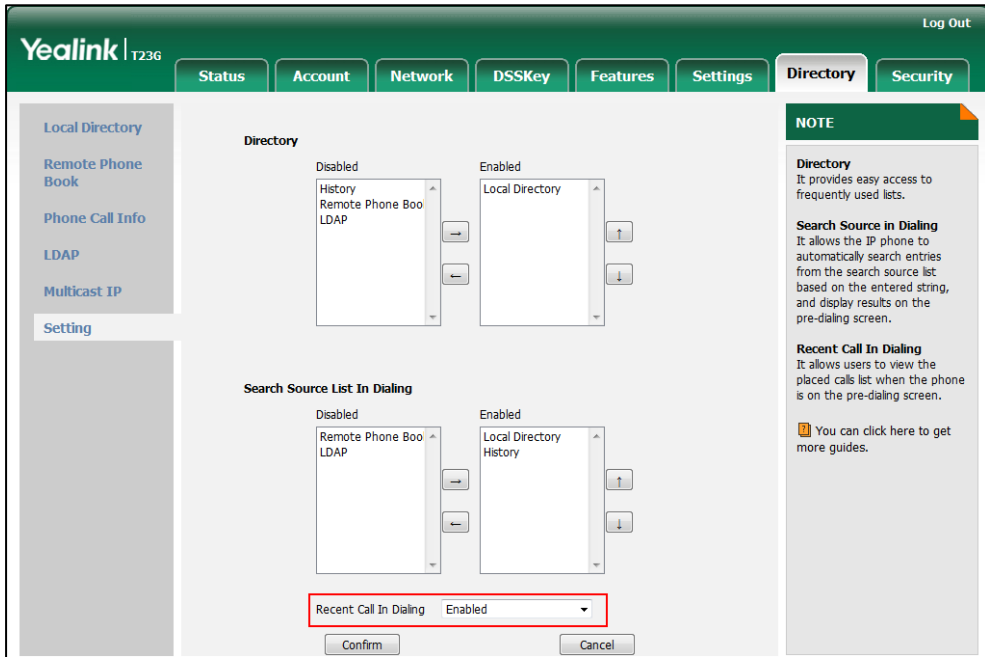 Log Out
Yealink T23G
Status Account Network DSSKey Features Settings Directory Security
Local Directory
Remote Phone
Book
Phone Call Info
LDAP
Multicast IP
Setting
Directory
Disabled Enabled
History
Remote Phone Boo
LDAP
Local Directory
→ ↑
← ↓
Search Source List In Dialing
Disabled Enabled
Remote Phone Boo
LDAP
Local Directory
History
→ ↑
← ↓
Recent Call In Dialing Enabled
Confirm Cancel
NOTE
Directory
It provides easy access to
frequently used lists.
Search Source in Dialing
It allows the IP phone to
automatically search entries
from the search source list
based on the entered string,
and display results on the
pre-dialing screen.
Recent Call In Dialing
It allows users to view the
placed calls list when the phone
is on the pre-dialing screen.
You can click here to get
more guides.